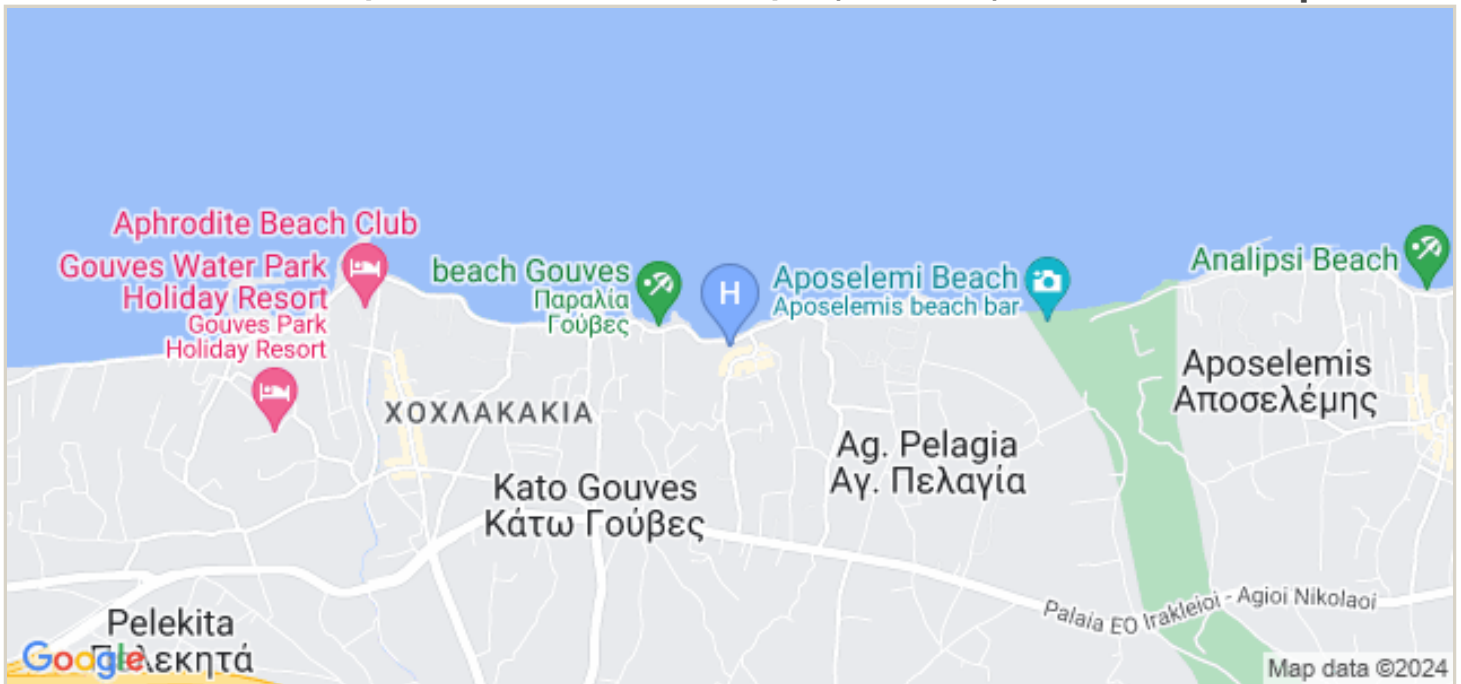 Aphrodite Beach Club
Gouves Water Park
Holiday Resort
Gouves Park
Holiday Resort
beach Gouves
Παραλία
Γούβες
H
Aposelemi Beach
Aposelemis beach bar
Analipsi Beach
Aposelemis
Αποσελέμης
ΧΟΧΛΑΚΑΚΙΑ
Ag. Pelagia
Αγ. Πελαγία
Kato Gouves
Κάτω Γούβες
Palaia EO Irakleioi - Agioi Nikolaoi
Pelekita
Google
Map data ©2024